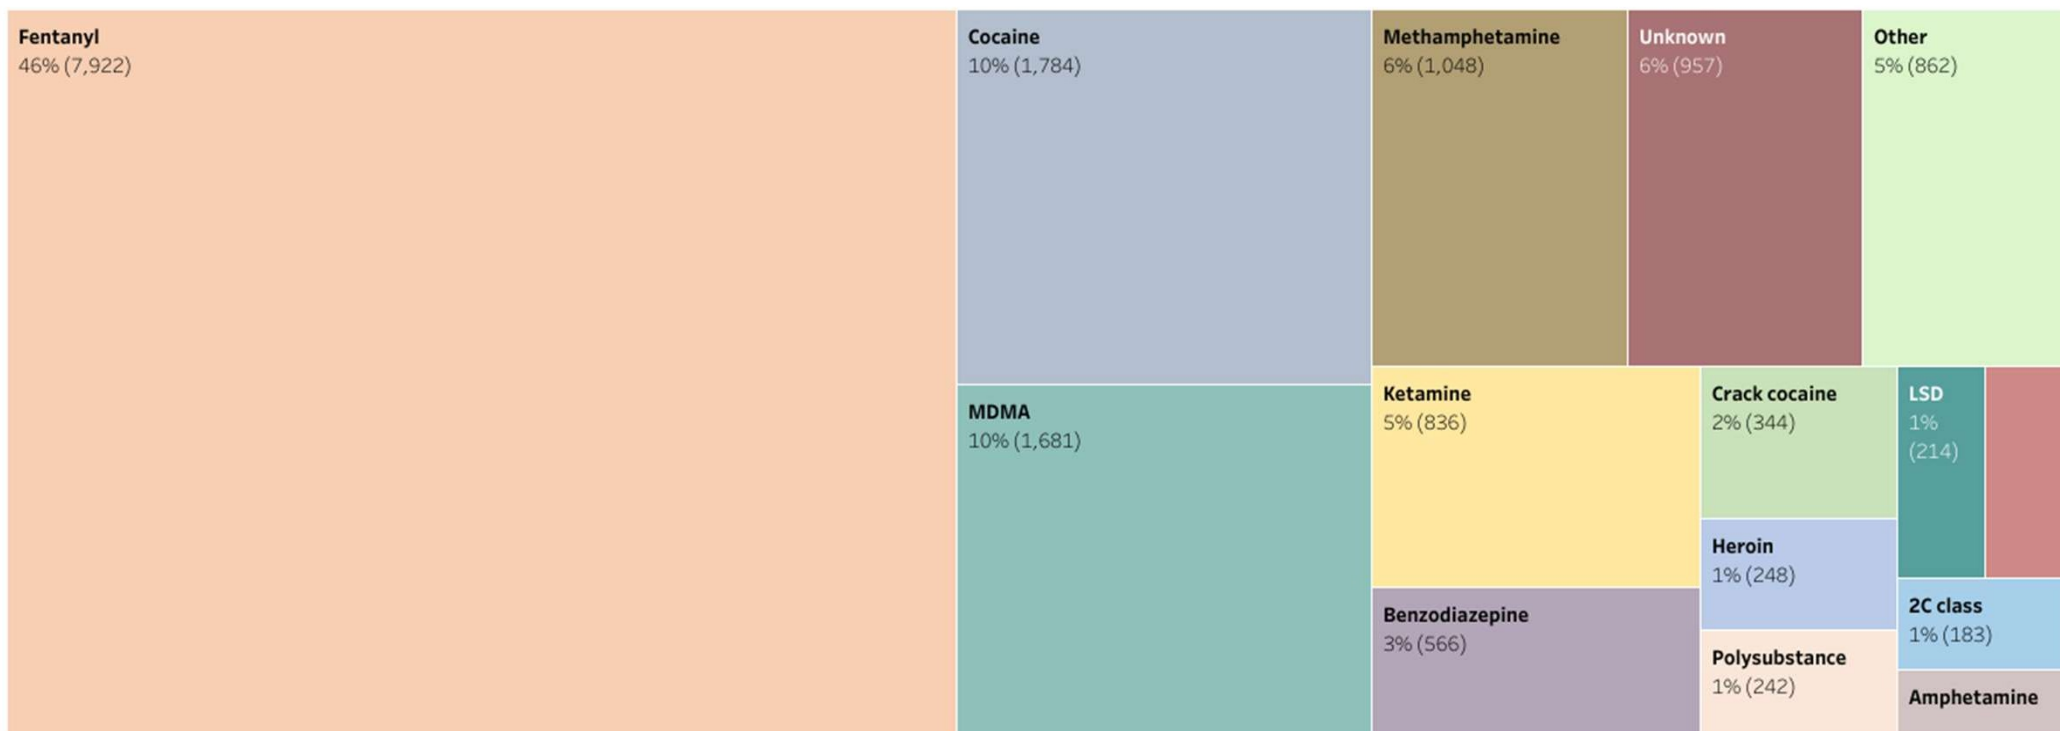 Fentanyl
46% (7,922)
Cocaine
10% (1,784)
MDMA
10% (1,681)
Methamphetamine
6% (1,048)
Unknown
6% (957)
Other
5% (862)
Ketamine
5% (836)
Benzodiazepine
3% (566)
Crack cocaine
2% (344)
Heroin
1% (248)
Polysubstance
1% (242)
LSD
1%
(214)
2C class
1% (183)
Amphetamine